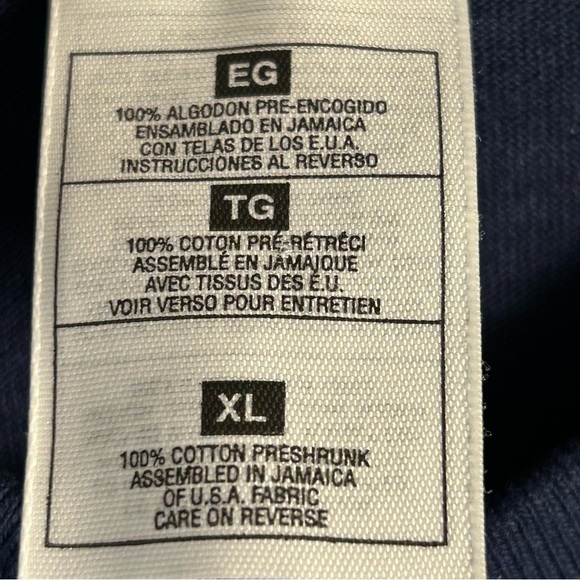 EG
100% ALGODON PRE-ENCOGIDO
ENSAMBLADO EN JAMAICA
CON TELAS DE LOS E.U.A.
INSTRUCCIONES AL REVERSO
TG
100% COTON PRÉ-RÉTRÉCI
ASSEMBLÉ EN JAMAIQUE
AVEC TISSUS DES É.U.
VOIR VERSO POUR ENTRETIEN
XL
100% COTTON PRESHRUNK
ASSEMBLED IN JAMAICA
OF U.S.A. FABRIC
CARE ON REVERSE